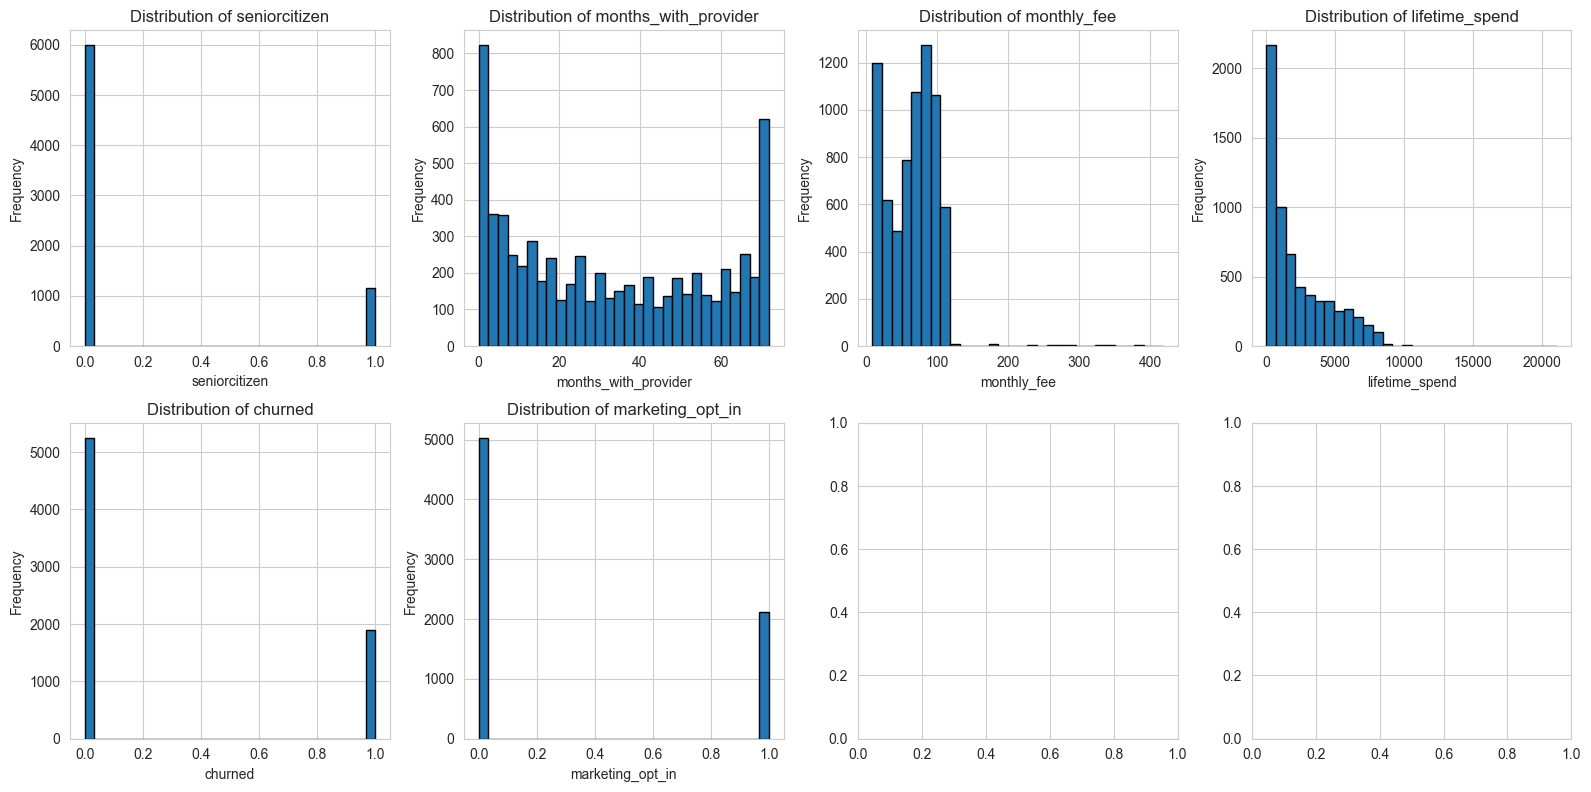 Distribution of seniorcitizen
Frequency
6000
5000
4000
3000
2000
1000
0
0.0 0.2 0.4 0.6 0.8 1.0
seniorcitizen
Distribution of months_with_provider
Frequency
800
700
600
500
400
300
200
100
0
0 20 40 60
months_with_provider
Distribution of monthly_fee
Frequency
1200
1000
800
600
400
200
0
0 100 200 300 400
monthly_fee
Distribution of lifetime_spend
Frequency
2000
1500
1000
500
0
0 5000 10000 15000 20000
lifetime_spend
Distribution of churned
Frequency
5000
4000
3000
2000
1000
0
0.0 0.2 0.4 0.6 0.8 1.0
churned
Distribution of marketing_opt_in
Frequency
5000
4000
3000
2000
1000
0
0.0 0.2 0.4 0.6 0.8 1.0
marketing_opt_in
1.0
0.8
0.6
0.4
0.2
0.0
0.0 0.2 0.4 0.6 0.8 1.0
1.0
0.8
0.6
0.4
0.2
0.0
0.0 0.2 0.4 0.6 0.8 1.0